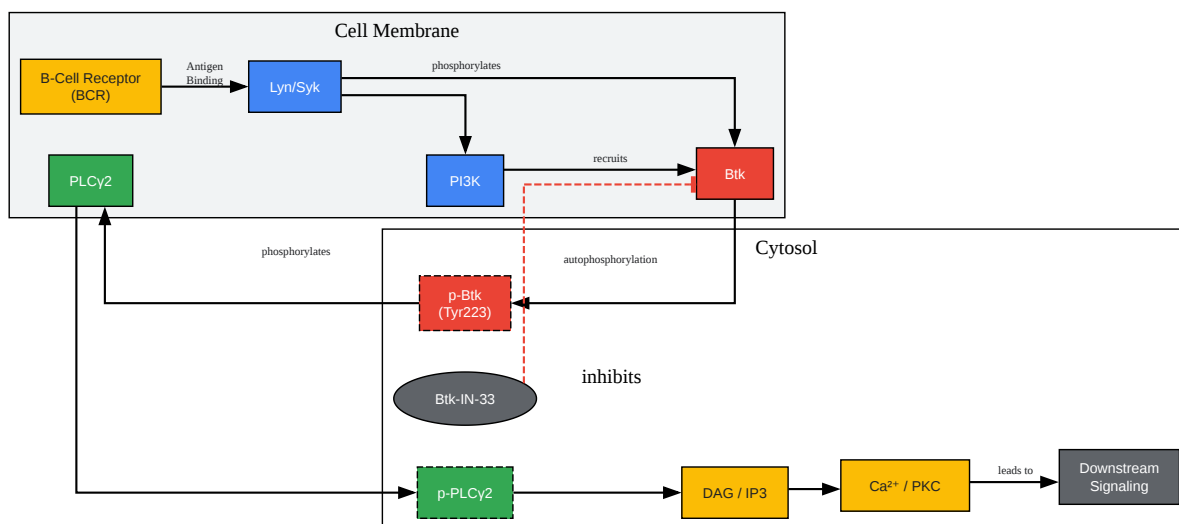 Cell Membrane
B-Cell Receptor
(BCR)
Antigen
Binding
Lyn/Syk
phosphorylates
PLCγ2
PI3K
recruits
Btk
Cytosol
phosphorylates
autophosphorylation
p-Btk
(Tyr223)
inhibits
Btk-IN-33
p-PLCγ2
DAG / IP3
Ca²⁺ / PKC
leads to
Downstream
Signaling